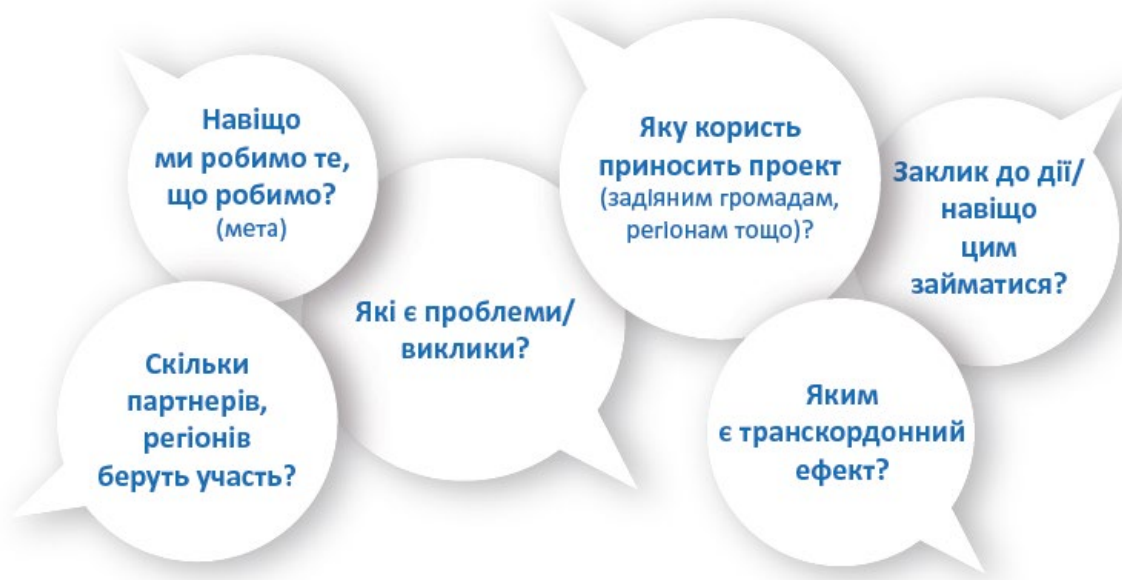 Навіщо
ми робимо те,
що робимо?
(мета)
Скільки
партнерів,
регіонів
беруть участь?
Які є проблеми/
виклики?
Яку користь
приносить проект
(задіяним громадам,
регіонам тощо)?
Яким
є транскордонний
ефект?
Заклик до дії/
навіщо
цим
займатися?